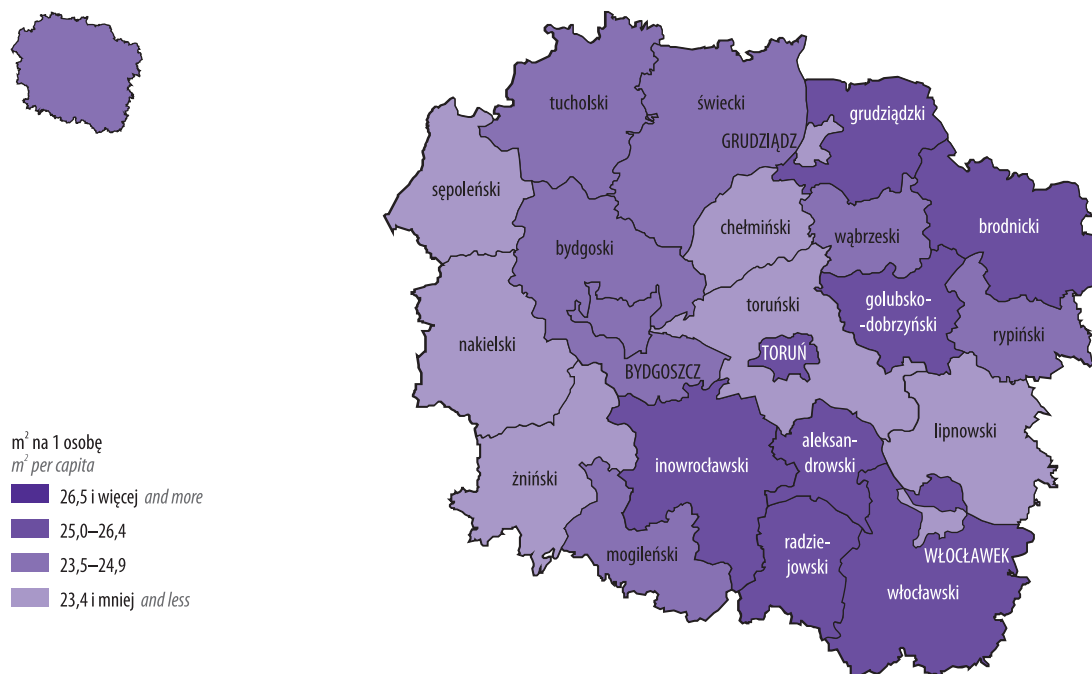 tucholski
świecki
grudziądzki
GRUDZIĄDZ
sępoleński
chełmiński
wąbrzeski
brodnicki
bydgoski
toruński
golubsko-
-dobrzyński
rypiński
nakielski
TORUŃ
BYDGOSZCZ
lipnowski
aleksan-
drowski
inowrocławski
żniński
radzie-
jowski
mogileński
WŁOCŁAWEK
włocławski
m² na 1 osobę
m² per capita
26,5 i więcej and more
25,0–26,4
23,5–24,9
23,4 i mniej and less